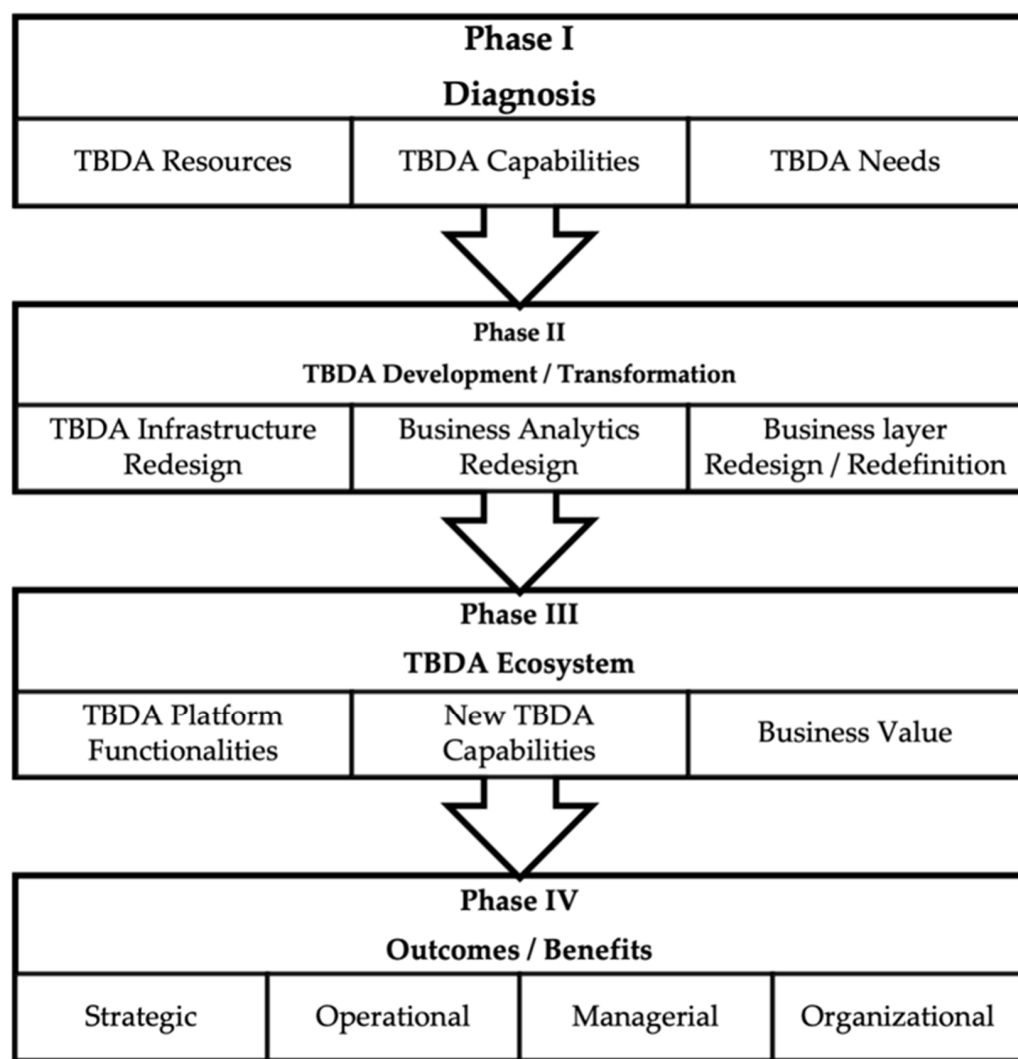 Phase I
Diagnosis
TBDA Resources
TBDA Capabilities
TBDA Needs
Phase II
TBDA Development / Transformation
TBDA Infrastructure
Redesign
Business Analytics
Redesign
Business layer
Redesign / Redefinition
Phase III
TBDA Ecosystem
TBDA Platform
Functionalities
New TBDA
Capabilities
Business Value
Phase IV
Outcomes / Benefits
Strategic
Operational
Managerial
Organizational